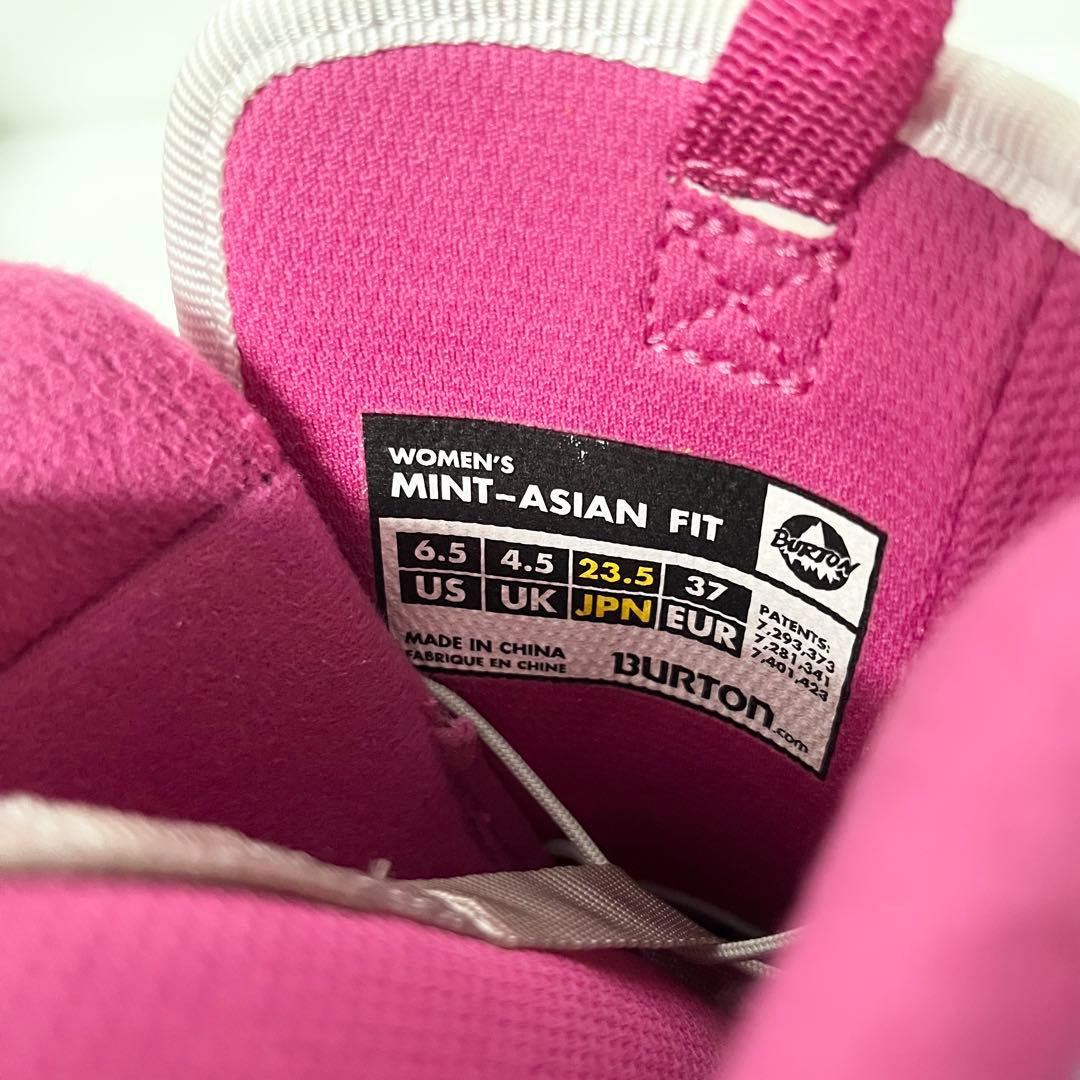 WOMEN'S
MINT-ASIAN FIT
BURTON
6.5 4.5 23.5 37
US UK JPN EUR
PATENTS:
7,293,373
7,281,341
7,401,423
MADE IN CHINA
FABRIQUE EN CHINE
BURTON.com